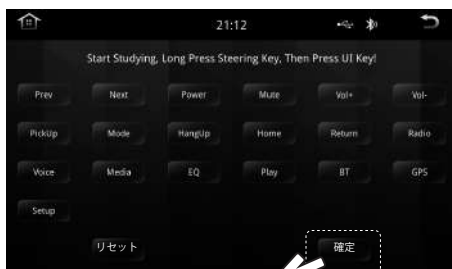 21:12
Start Studying, Long Press Steering Key, Then Press UI Key!
Prev Next Power Mute Vol+ Vol-
PickUp Mode HangUp Home Return Radio
Voice Media EQ Play BT GPS
Setup
リセット 確定